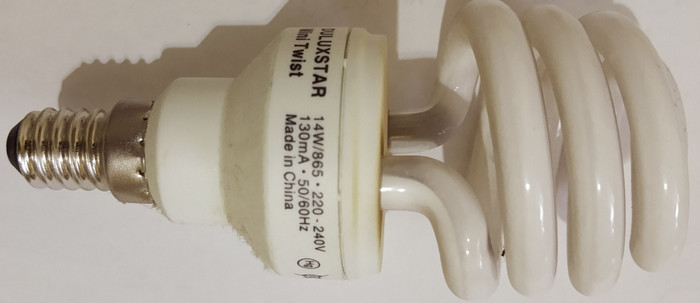 DULUXSTAR
Mini Twist
14W/865 • 220 - 240V
130mA • 50/60Hz
Made in China